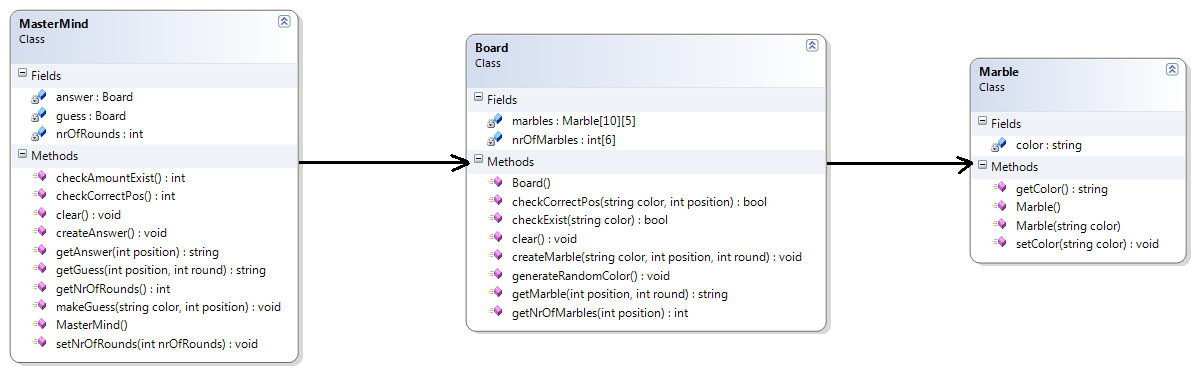 MasterMind
Class
Fields
answer : Board
guess : Board
nrOfRounds : int
Methods
checkAmountExist() : int
checkCorrectPos() : int
clear() : void
createAnswer() : void
getAnswer(int position) : string
getGuess(int position, int round) : string
getNrOfRounds() : int
makeGuess(string color, int position) : void
MasterMind()
setNrOfRounds(int nrOfRounds) : void
Board
Class
Fields
marbles : Marble[10][5]
nrOfMarbles : int[6]
Methods
Board()
checkCorrectPos(string color, int position) : bool
checkExist(string color) : bool
clear() : void
createMarble(string color, int position, int round) : void
generateRandomColor() : void
getMarble(int position, int round) : string
getNrOfMarbles(int position) : int
Marble
Class
Fields
color : string
Methods
getColor() : string
Marble()
Marble(string color)
setColor(string color) : void